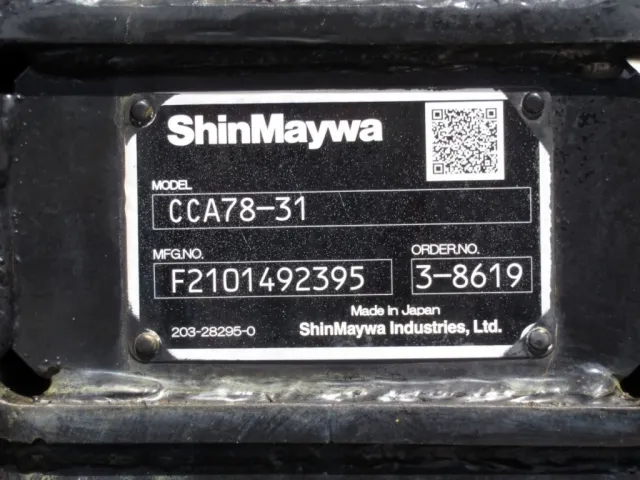 ShinMaywa
MODEL
CCA78-31
MFG.NO. ORDER.NO.
F2101492395 3-8619
Made in Japan
203-28295-0 ShinMaywa Industries, Ltd.